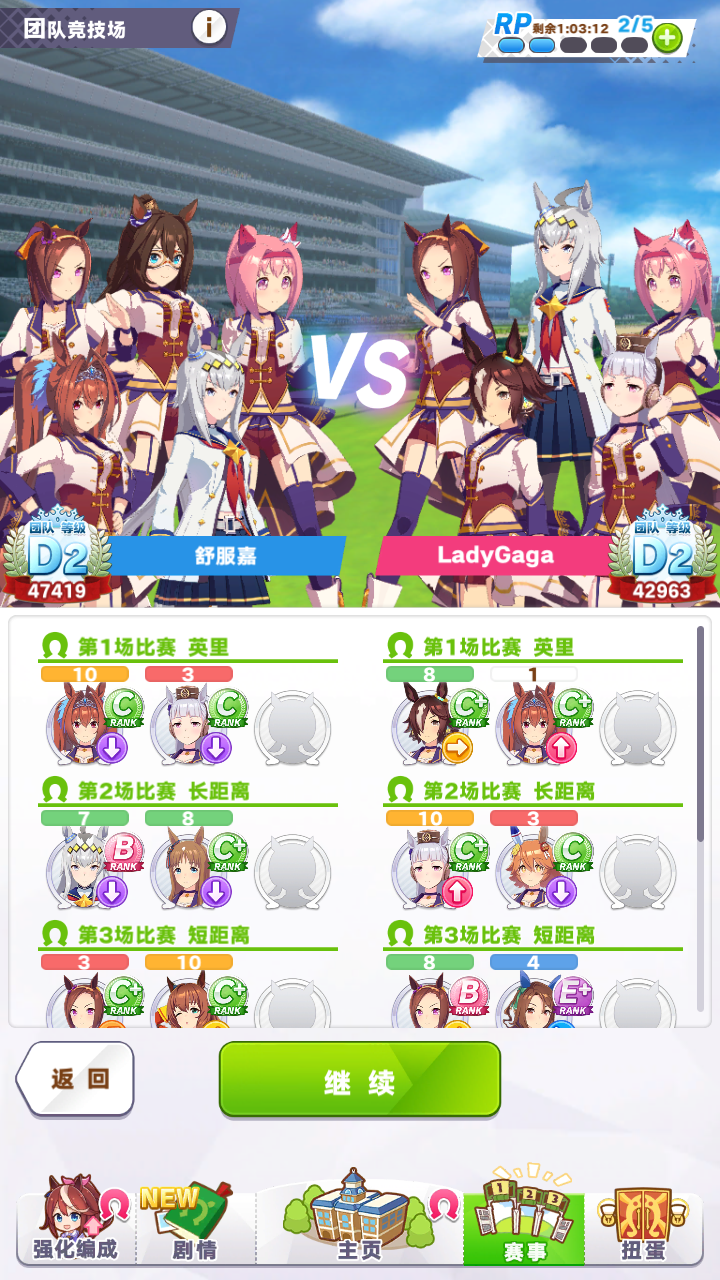 团队竞技场 i
RP 剩余1:03:12 2/5
VS
团队 等级 D2 47419
舒服嘉
LadyGaga
团队 等级 D2 42963
第1场比赛 英里
10 3
C RANK C RANK
第1场比赛 英里
8 1
C+ RANK C+ RANK
第2场比赛 长距离
7 8
B RANK C+ RANK
第2场比赛 长距离
10 3
C+ RANK C RANK
第3场比赛 短距离
3 10
C+ RANK C+ RANK
第3场比赛 短距离
8 4
B RANK E+ RANK
返回
继续
强化编成
NEW
剧情
主页
1 2 3
赛事
扭蛋